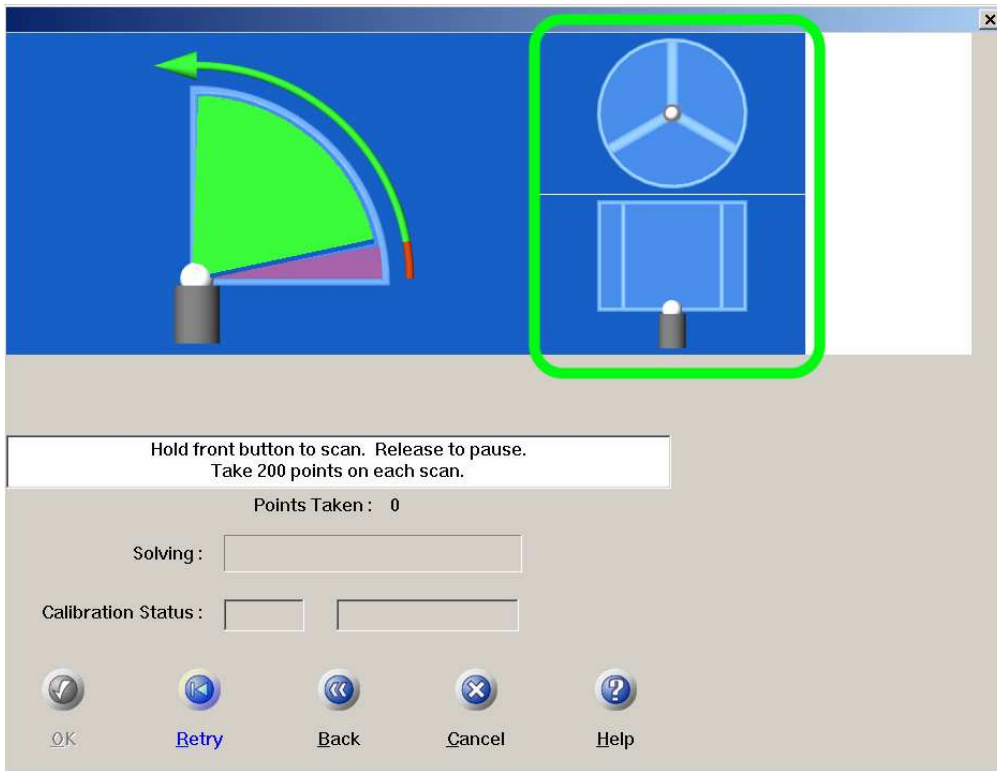 Hold front button to scan. Release to pause.
Take 200 points on each scan.
Points Taken : 0
Solving :
Calibration Status :
OK Retry Back Cancel Help